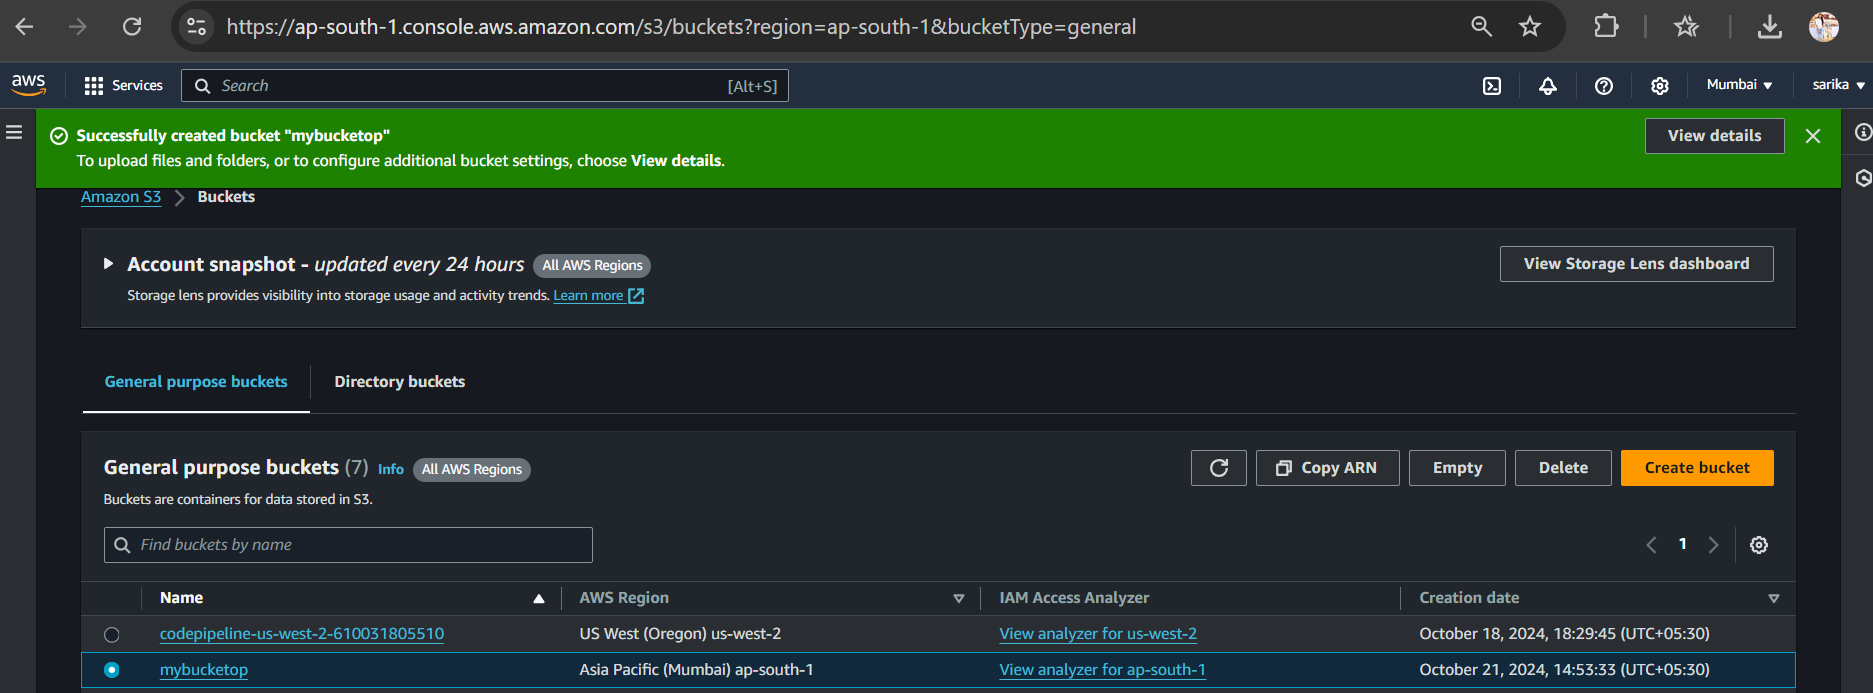 https://ap-south-1.console.aws.amazon.com/s3/buckets?region=ap-south-1&bucketType=general
aws Services Search [Alt+S] Mumbai ▼ sarika ▼
Successfully created bucket "mybucketop" View details
To upload files and folders, or to configure additional bucket settings, choose View details.
Amazon S3 > Buckets
Account snapshot - updated every 24 hours All AWS Regions View Storage Lens dashboard
Storage lens provides visibility into storage usage and activity trends. Learn more
General purpose buckets Directory buckets
General purpose buckets (7) Info All AWS Regions Copy ARN Empty Delete Create bucket
Buckets are containers for data stored in S3.
Find buckets by name < 1 >
Name AWS Region IAM Access Analyzer Creation date
codepipeline-us-west-2-610031805510 US West (Oregon) us-west-2 View analyzer for us-west-2 October 18, 2024, 18:29:45 (UTC+05:30)
mybucketop Asia Pacific (Mumbai) ap-south-1 View analyzer for ap-south-1 October 21, 2024, 14:53:33 (UTC+05:30)